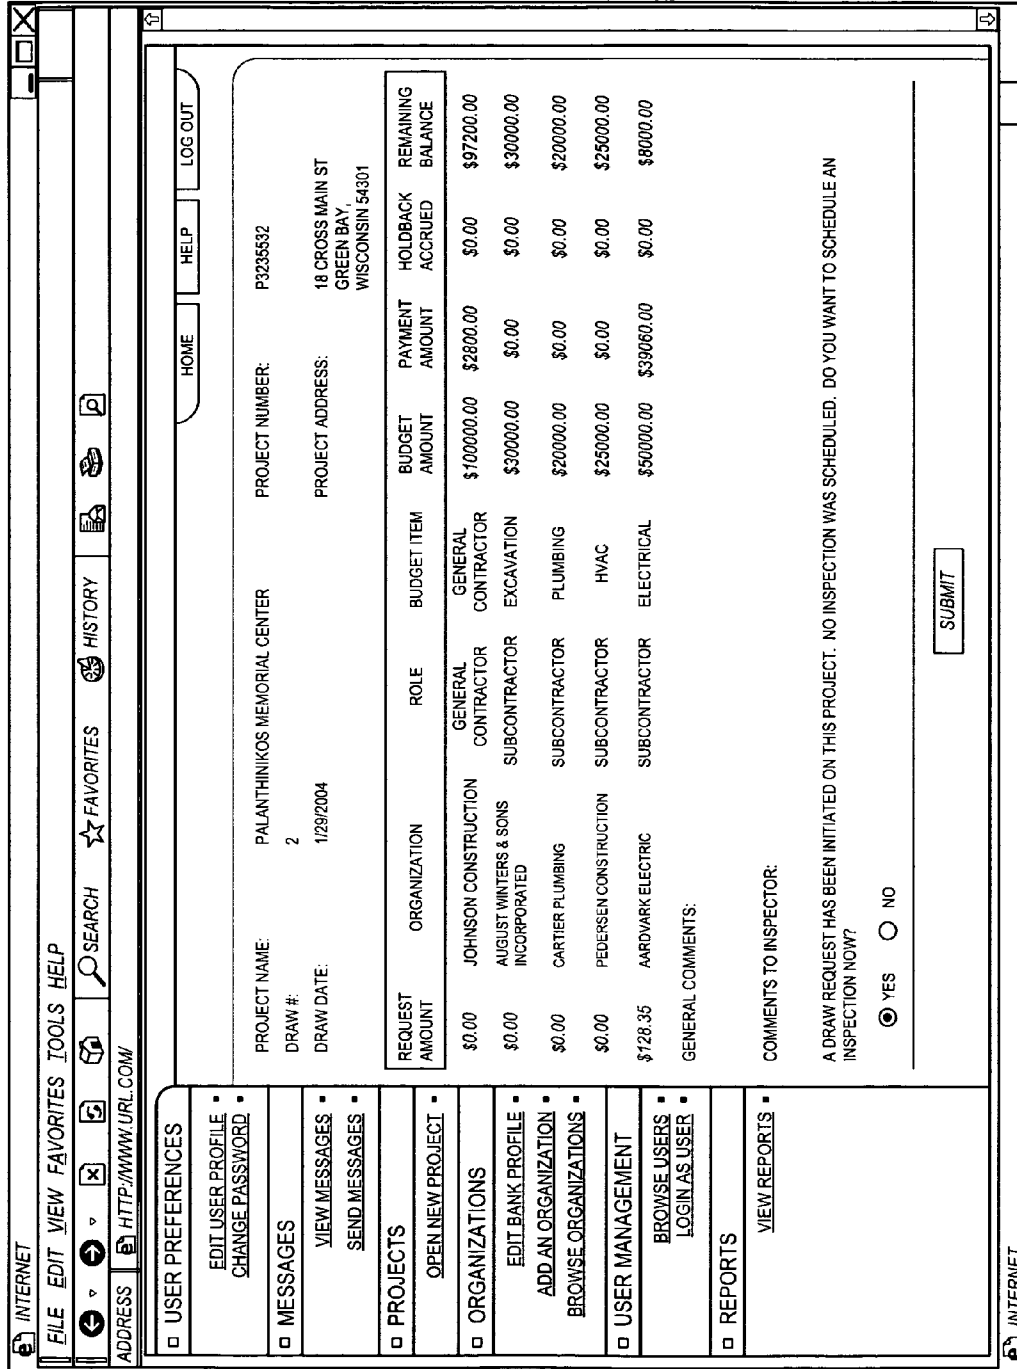 INTERNET
FILE EDIT VIEW FAVORITES TOOLS HELP
SEARCH FAVORITES HISTORY
ADDRESS HTTP://WWW.URL.COM/
HOME HELP LOG OUT
USER PREFERENCES
EDIT USER PROFILE
CHANGE PASSWORD
MESSAGES
VIEW MESSAGES
SEND MESSAGES
PROJECTS
OPEN NEW PROJECT
ORGANIZATIONS
EDIT BANK PROFILE
ADD AN ORGANIZATION
BROWSE ORGANIZATIONS
USER MANAGEMENT
BROWSE USERS
LOGIN AS USER
REPORTS
VIEW REPORTS
PROJECT NAME: PALANTHINIKOS MEMORIAL CENTER PROJECT NUMBER: P3235532
DRAW #: 2
DRAW DATE: 1/29/2004 PROJECT ADDRESS: 18 CROSS MAIN ST
GREEN BAY,
WISCONSIN 54301
REQUEST AMOUNT ORGANIZATION ROLE BUDGET ITEM BUDGET AMOUNT PAYMENT AMOUNT HOLDBACK ACCRUED REMAINING BALANCE
$0.00 JOHNSON CONSTRUCTION GENERAL CONTRACTOR GENERAL CONTRACTOR $100000.00 $2800.00 $0.00 $97200.00
$0.00 AUGUST WINTERS & SONS INCORPORATED SUBCONTRACTOR EXCAVATION $30000.00 $0.00 $0.00 $30000.00
$0.00 CARTIER PLUMBING SUBCONTRACTOR PLUMBING $20000.00 $0.00 $0.00 $20000.00
$0.00 PEDERSEN CONSTRUCTION SUBCONTRACTOR HVAC $25000.00 $0.00 $0.00 $25000.00
$128.35 AARDVARK ELECTRIC SUBCONTRACTOR ELECTRICAL $50000.00 $39060.00 $0.00 $8000.00
GENERAL COMMENTS:
COMMENTS TO INSPECTOR:
A DRAW REQUEST HAS BEEN INITIATED ON THIS PROJECT. NO INSPECTION WAS SCHEDULED. DO YOU WANT TO SCHEDULE AN
INSPECTION NOW?
YES NO
SUBMIT
INTERNET